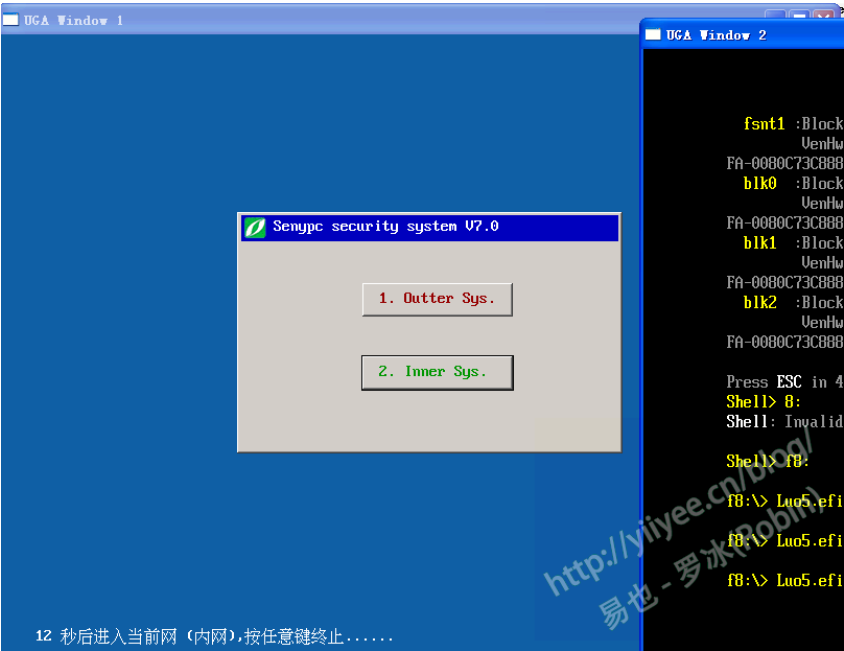 UGA Window 1
Senypc security system V7.0
1. Outter Sys.
2. Inner Sys.
12 秒后进入当前网 (内网),按任意键终止......
UGA Window 2
fsnt1 :Block
VenHw
FA-0080C73C888
blk0 :Block
VenHw
FA-0080C73C888
blk1 :Block
VenHw
FA-0080C73C888
blk2 :Block
VenHw
FA-0080C73C888
Press ESC in 4
Shell> 8:
Shell: Invalid
Shell> f8:
f8:\> Luo5.efi
f8:\> Luo5.efi
f8:\> Luo5.efi
http://yiiyee.cn/blog/
易也 - 罗冰(Robin)